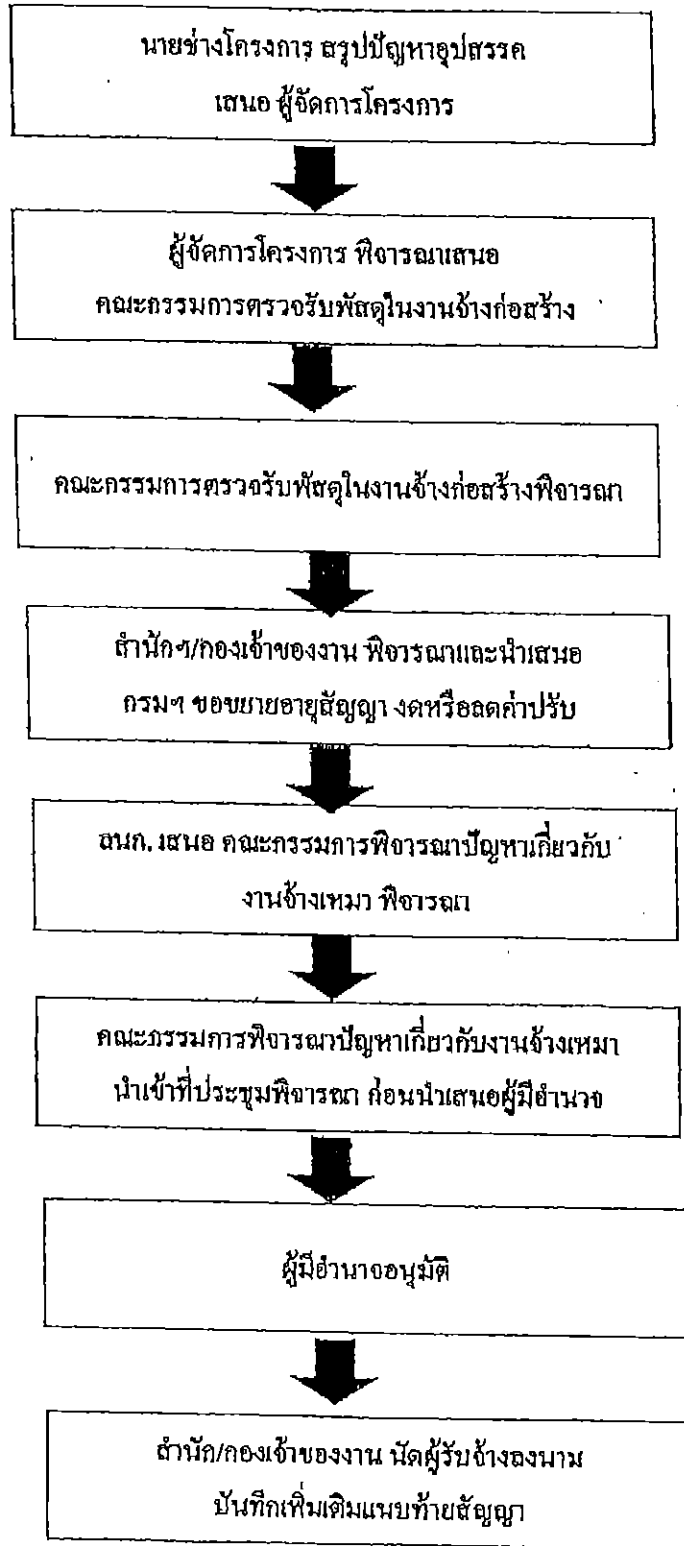 นายช่างโครงการ สรุปปัญหาอุปสรรค
เสนอ ผู้จัดการโครงการ
ผู้จัดการโครงการ พิจารณาเสนอ
คณะกรรมการตรวจรับพัสดุในงานจ้างก่อสร้าง
คณะกรรมการตรวจรับพัสดุในงานจ้างก่อสร้างพิจารณา
สำนักฯ/กองเจ้าของงาน พิจารณาและนำเสนอ
กรมฯ ขอขยายอายุสัญญา งดหรือลดค่าปรับ
สนก. เสนอ คณะกรรมการพิจารณาปัญหาเกี่ยวกับ
งานจ้างเหมา พิจารณา
คณะกรรมการพิจารณาปัญหาเกี่ยวกับงานจ้างเหมา
นำเข้าที่ประชุมพิจารณา ก่อนนำเสนอผู้มีอำนาจ
ผู้มีอำนาจอนุมัติ
สำนัก/กองเจ้าของงาน นัดผู้รับจ้างลงนาม
บันทึกเพิ่มเติมแนบท้ายสัญญา